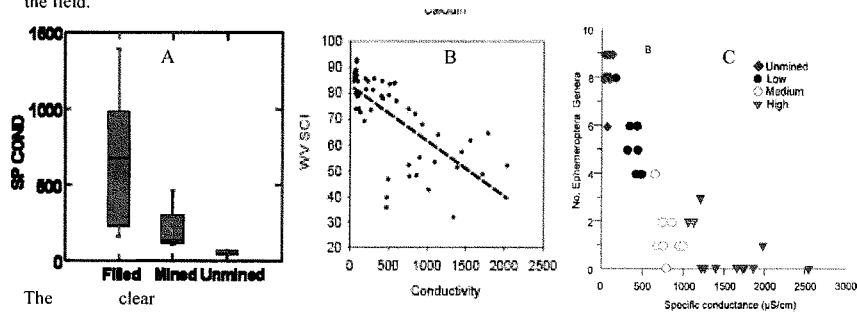 the field.
Calcium
A
SP COND
1500
1000
500
0
Filled Mined Unmined
B
WV SCI
100
90
80
70
60
50
40
30
20
0 500 1000 1500 2000 2500
Conductivity
B
C
No. Ephemeroptera Genera
10
8
6
4
2
0
Unmined
Low
Medium
High
0 500 1000 1500 2000 2500 3000
Specific conductance (µS/cm)
The clear